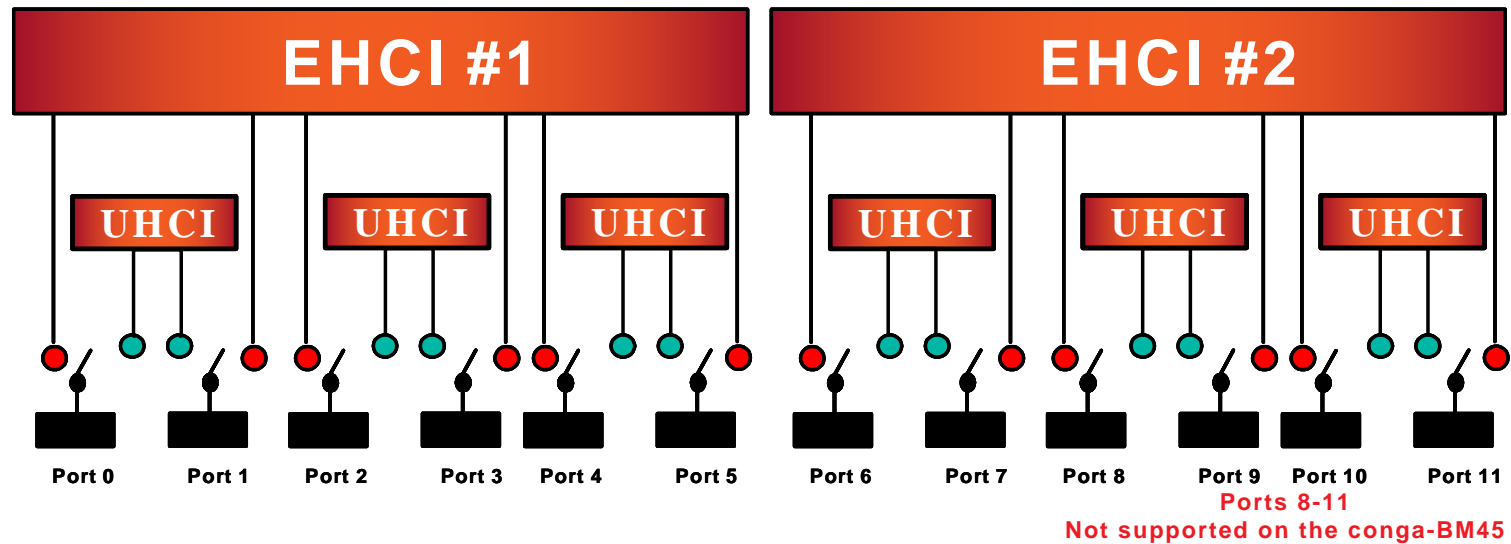 EHCI #1 EHCI #2
UHCI UHCI UHCI UHCI UHCI UHCI
Port 0 Port 1 Port 2 Port 3 Port 4 Port 5 Port 6 Port 7 Port 8 Port 9 Port 10 Port 11
Ports 8-11
Not supported on the conga-BM45